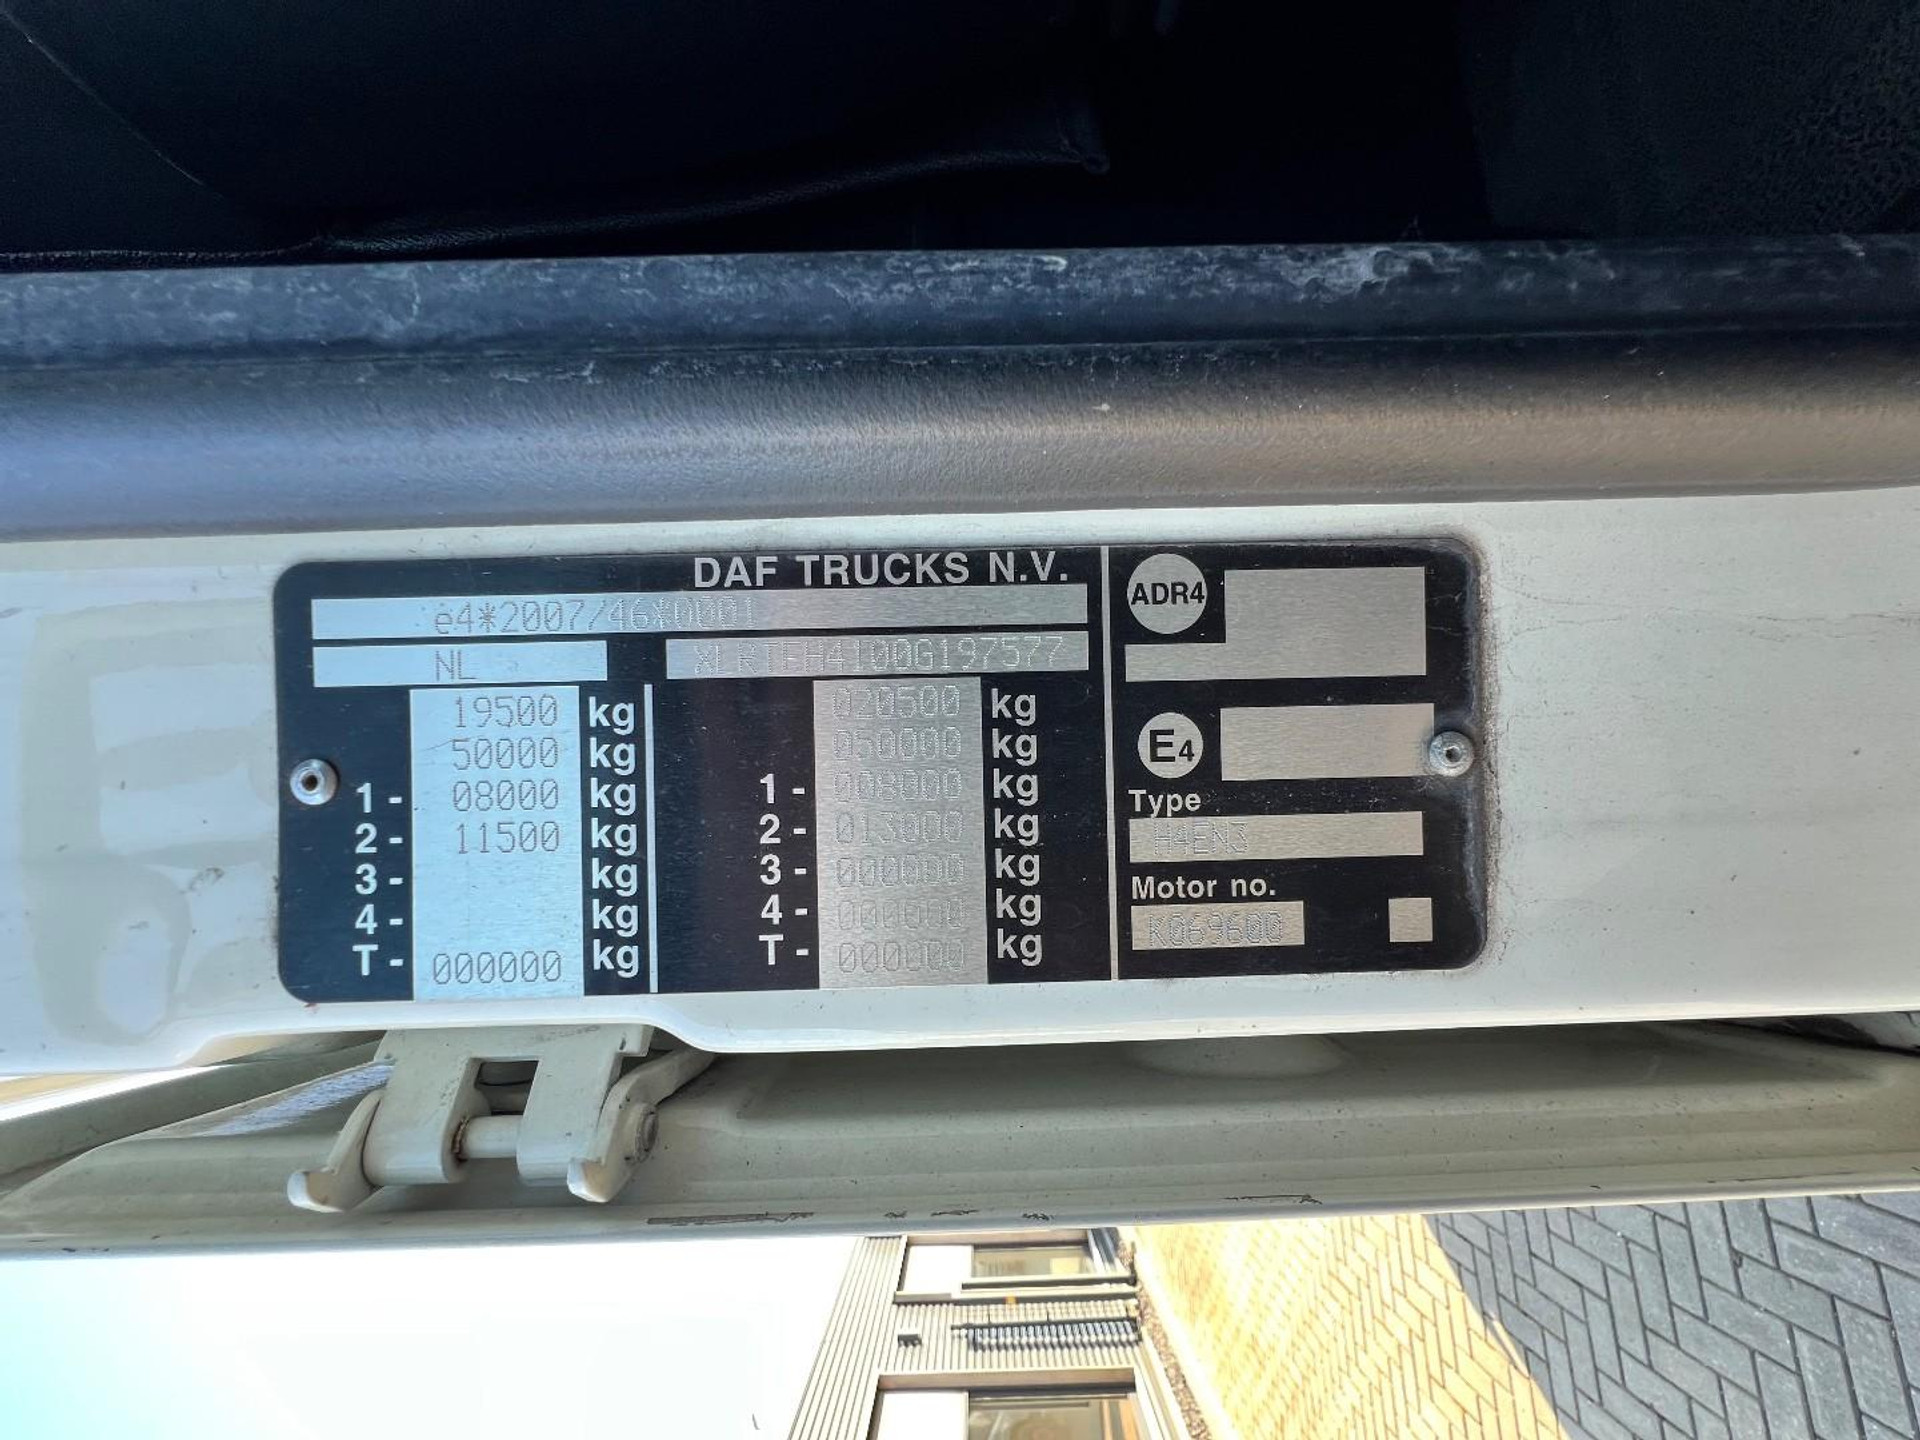 DAF TRUCKS N.V.
e4*2007/46*0001
NL XLRTEH4100G197577
19500 kg 020500 kg
50000 kg 050000 kg
1- 08000 kg 1- 008000 kg
2- 11500 kg 2- 013000 kg
3- kg 3- 000000 kg
4- kg 4- 000000 kg
T- 000000 kg T- 000000 kg
ADR4
E4
Type
H4EN3
Motor no.
K069600